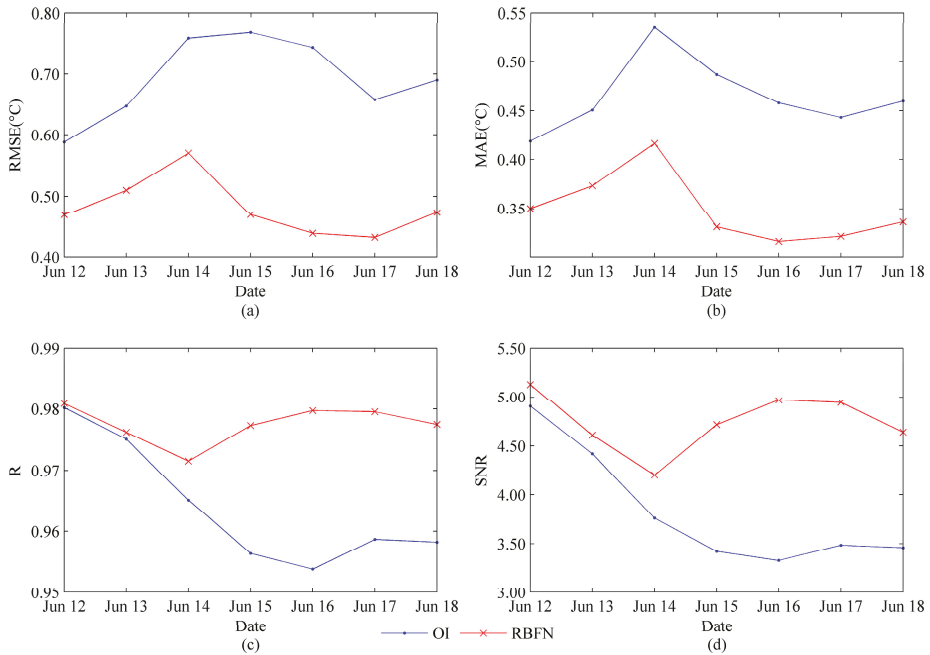 0.80
0.70
0.60
0.50
0.40
RMSE(°C)
Jun 12 Jun 13 Jun 14 Jun 15 Jun 16 Jun 17 Jun 18
Date
(a)
0.55
0.50
0.45
0.40
0.35
MAE(°C)
Jun 12 Jun 13 Jun 14 Jun 15 Jun 16 Jun 17 Jun 18
Date
(b)
0.99
0.98
0.97
0.96
0.95
R
Jun 12 Jun 13 Jun 14 Jun 15 Jun 16 Jun 17 Jun 18
Date
(c)
5.50
5.00
4.50
4.00
3.50
3.00
SNR
Jun 12 Jun 13 Jun 14 Jun 15 Jun 16 Jun 17 Jun 18
Date
(d)
OI RBFN